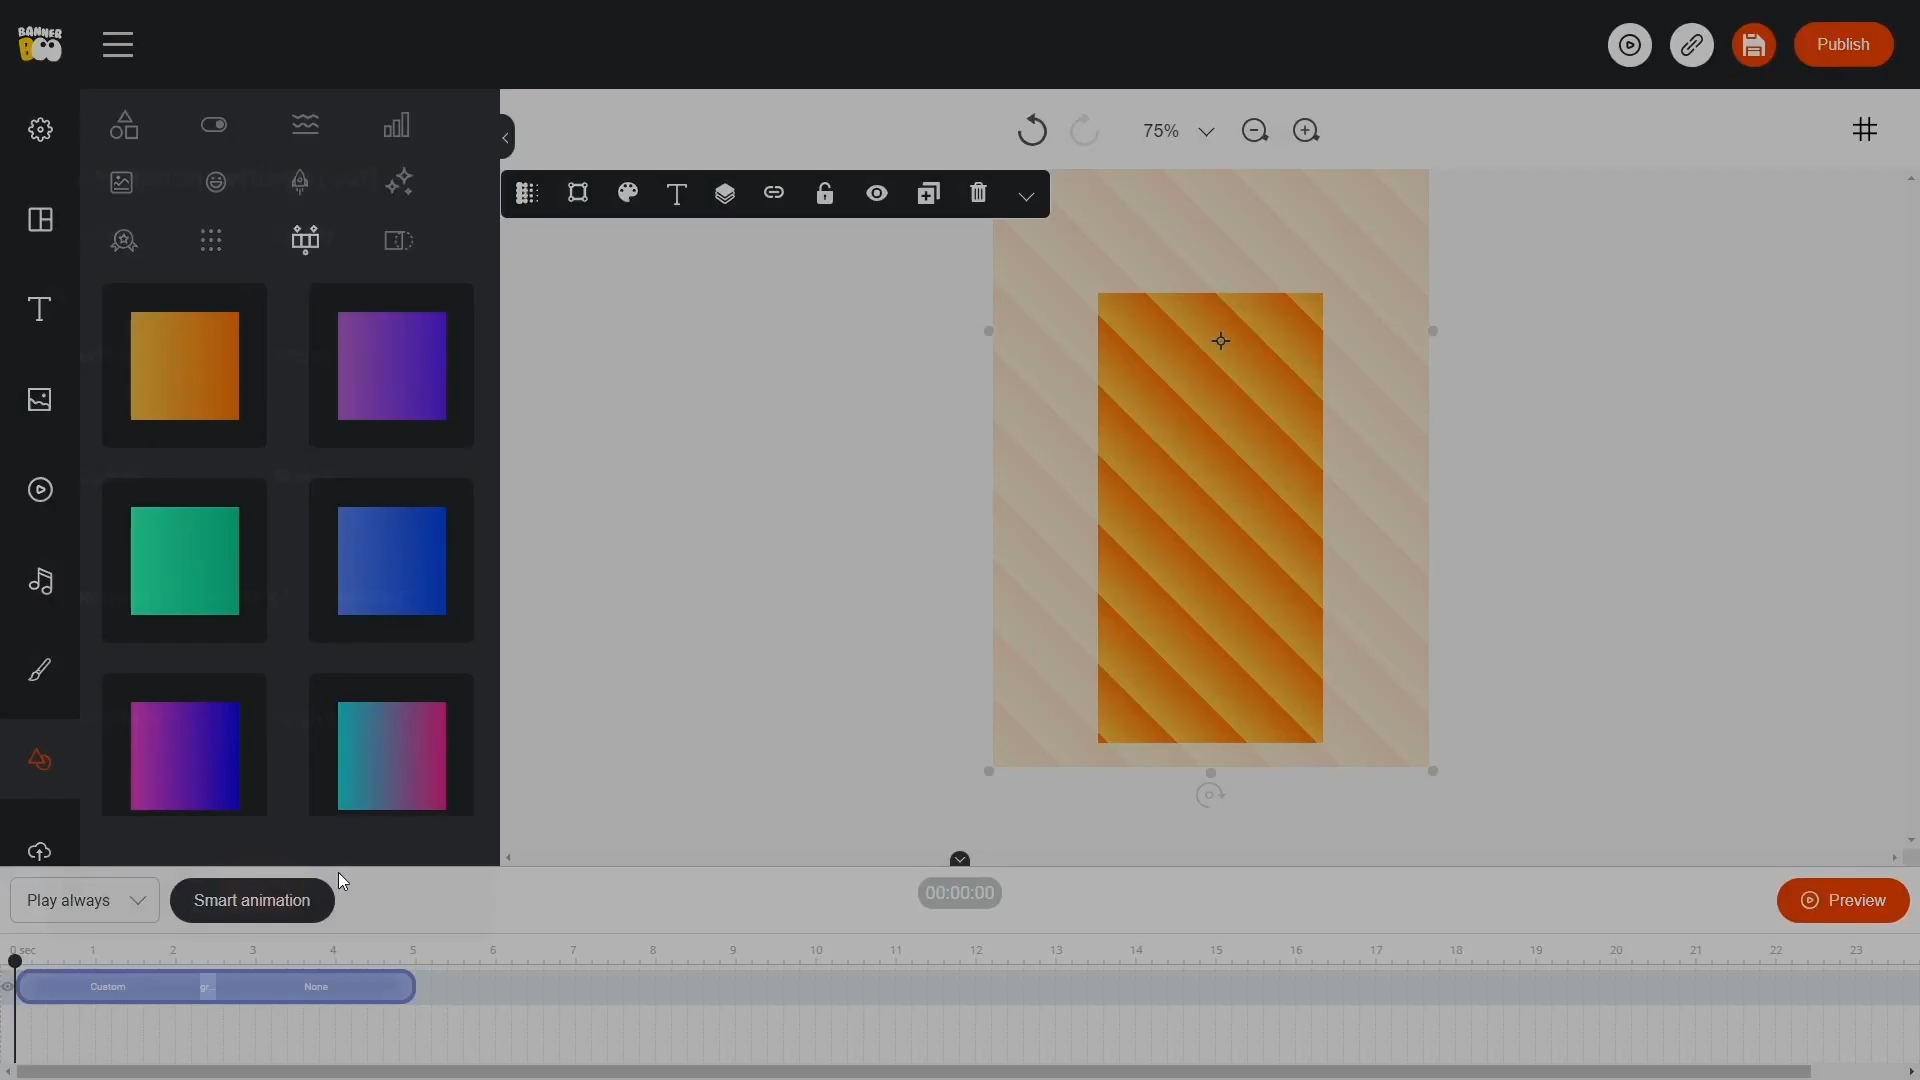 BANNER
BOO
Publish
75%
Play always
Smart animation
00:00:00
Preview
0 sec 1 2 3 4 5 6 7 8 9 10 11 12 13 14 15 16 17 18 19 20 21 22 23
Custom
gr...
None